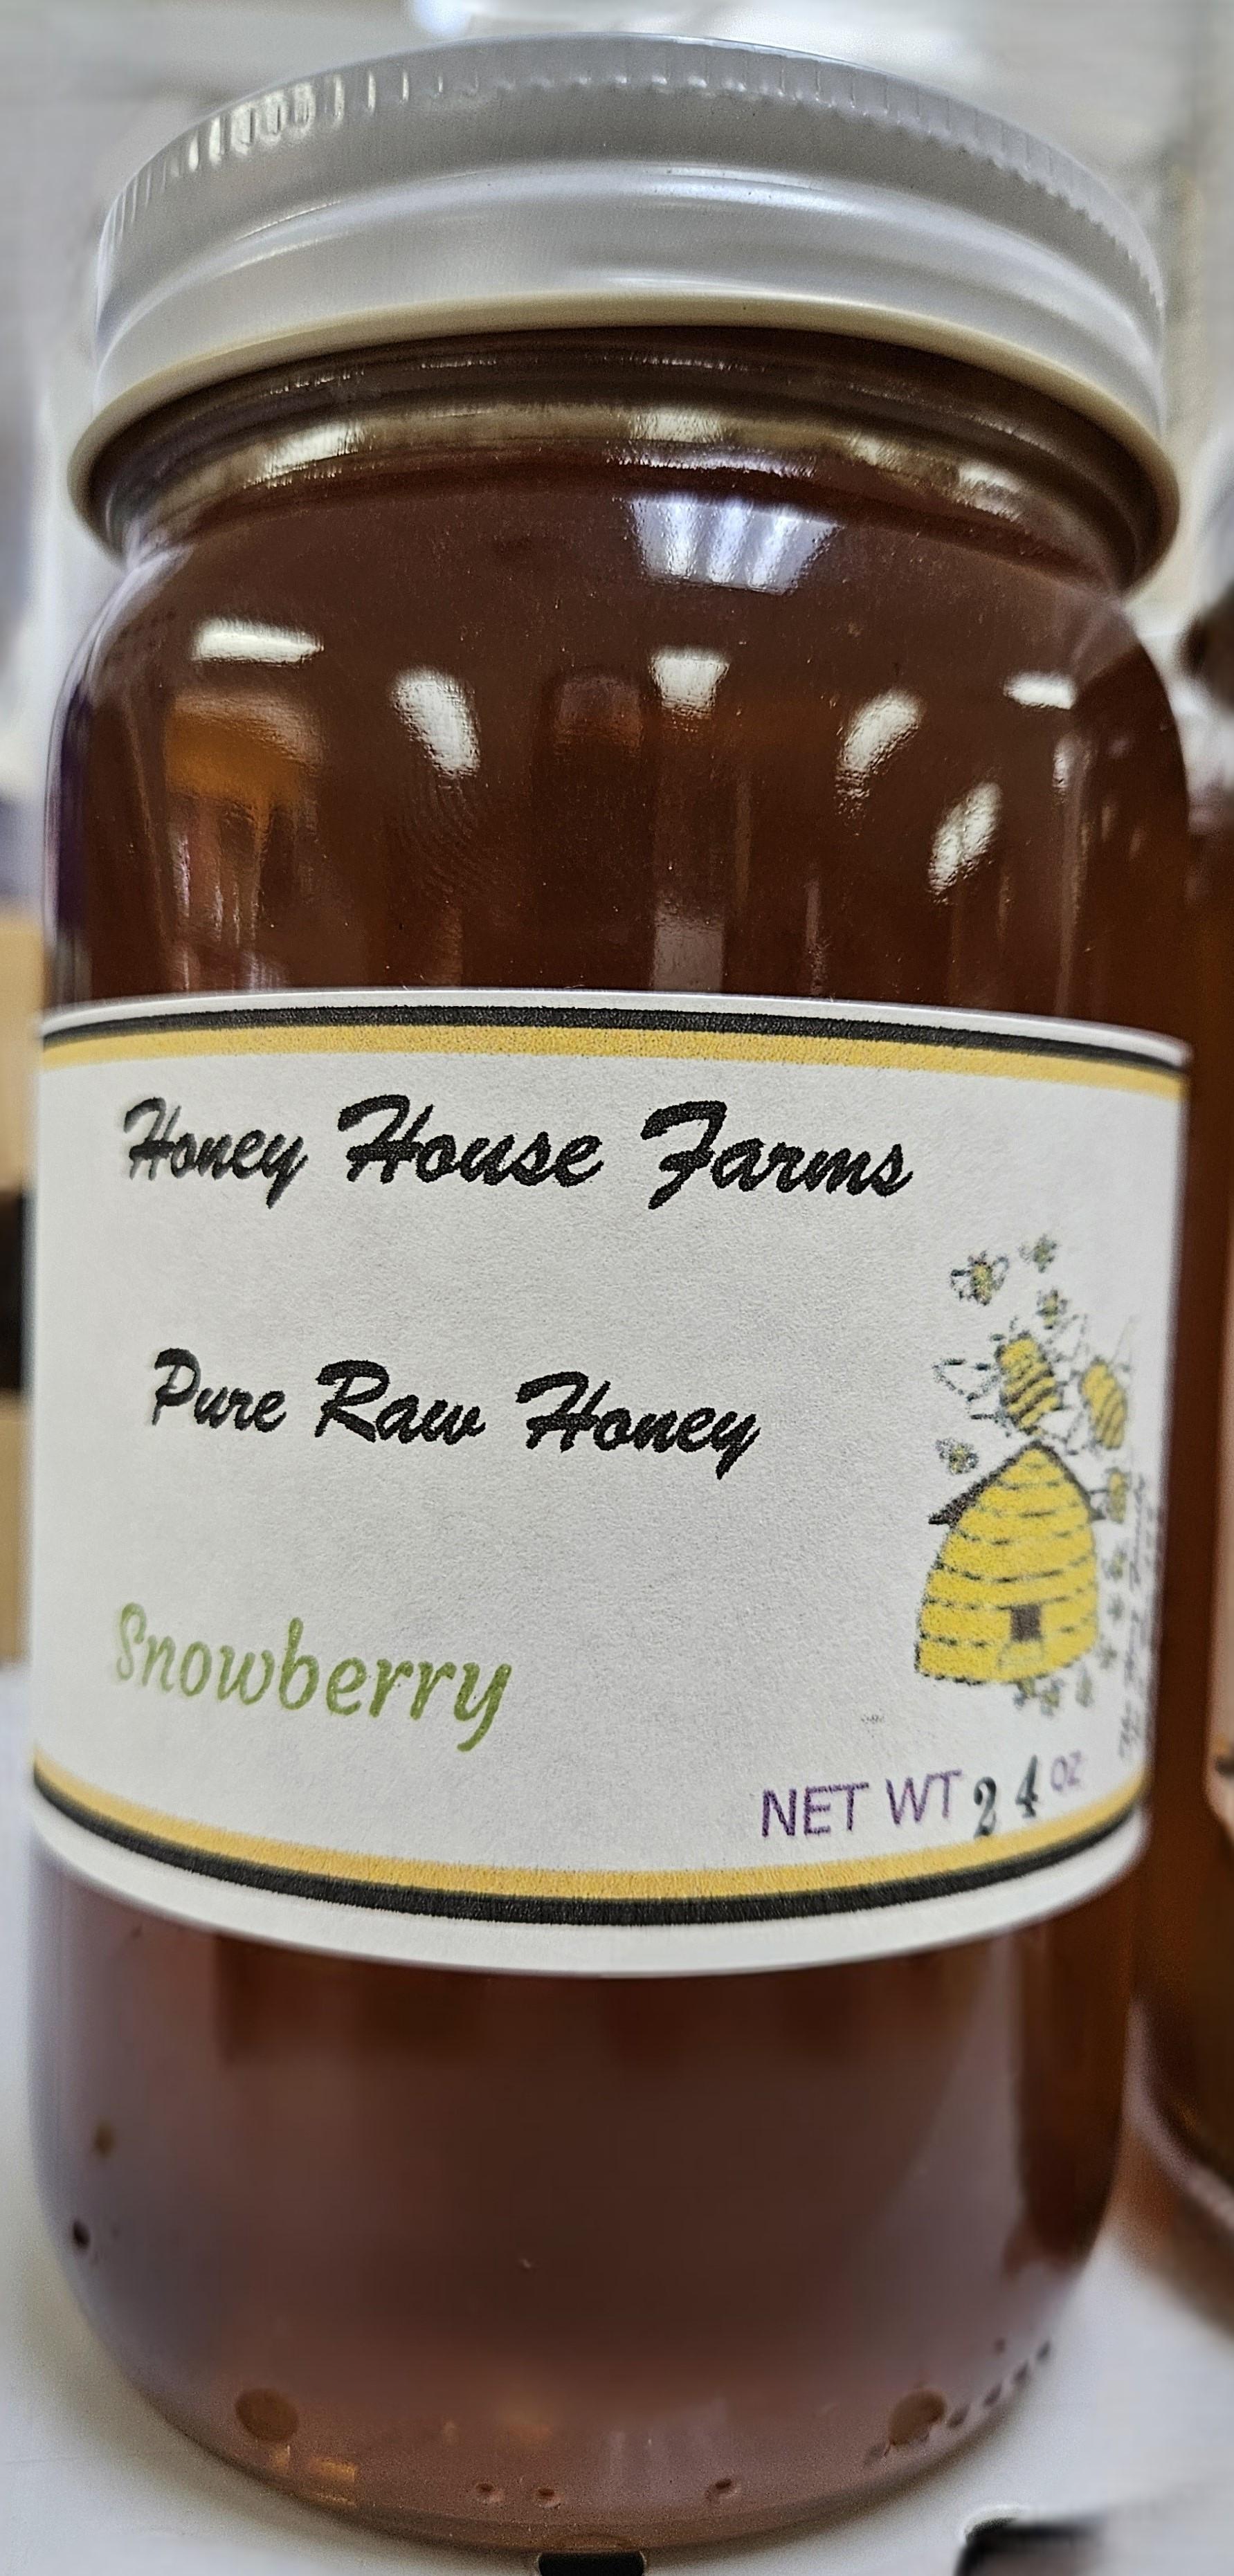 Honey House Farms
Pure Raw Honey
Snowberry
NET WT 24 OZ